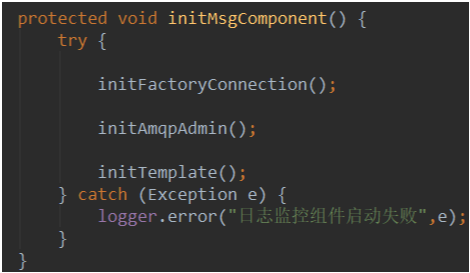 protected void initMsgComponent() {
try {
initFactoryConnection();
initAmqpAdmin();
initTemplate();
} catch (Exception e) {
logger.error("日志监控组件启动失败",e);
}
}